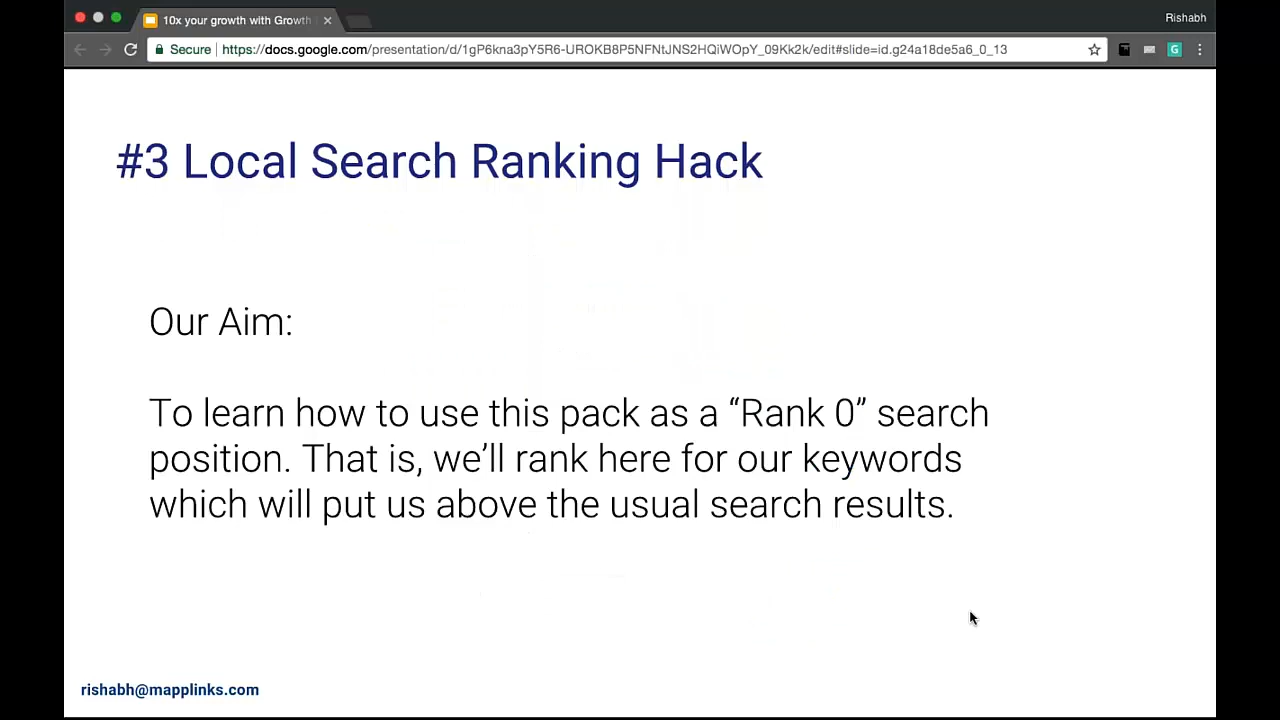 10x your growth with Growth
Rishabh
Secure
https://docs.google.com/presentation/d/1gP6kna3pY5R6-UROKB8P5NFNtJNS2HQiWOpY_09Kk2k/edit#slide=id.g24a18de5a6_0_13
G
#3 Local Search Ranking Hack
Our Aim:
To learn how to use this pack as a “Rank 0” search
position. That is, we’ll rank here for our keywords
which will put us above the usual search results.
rishabh@mapplinks.com